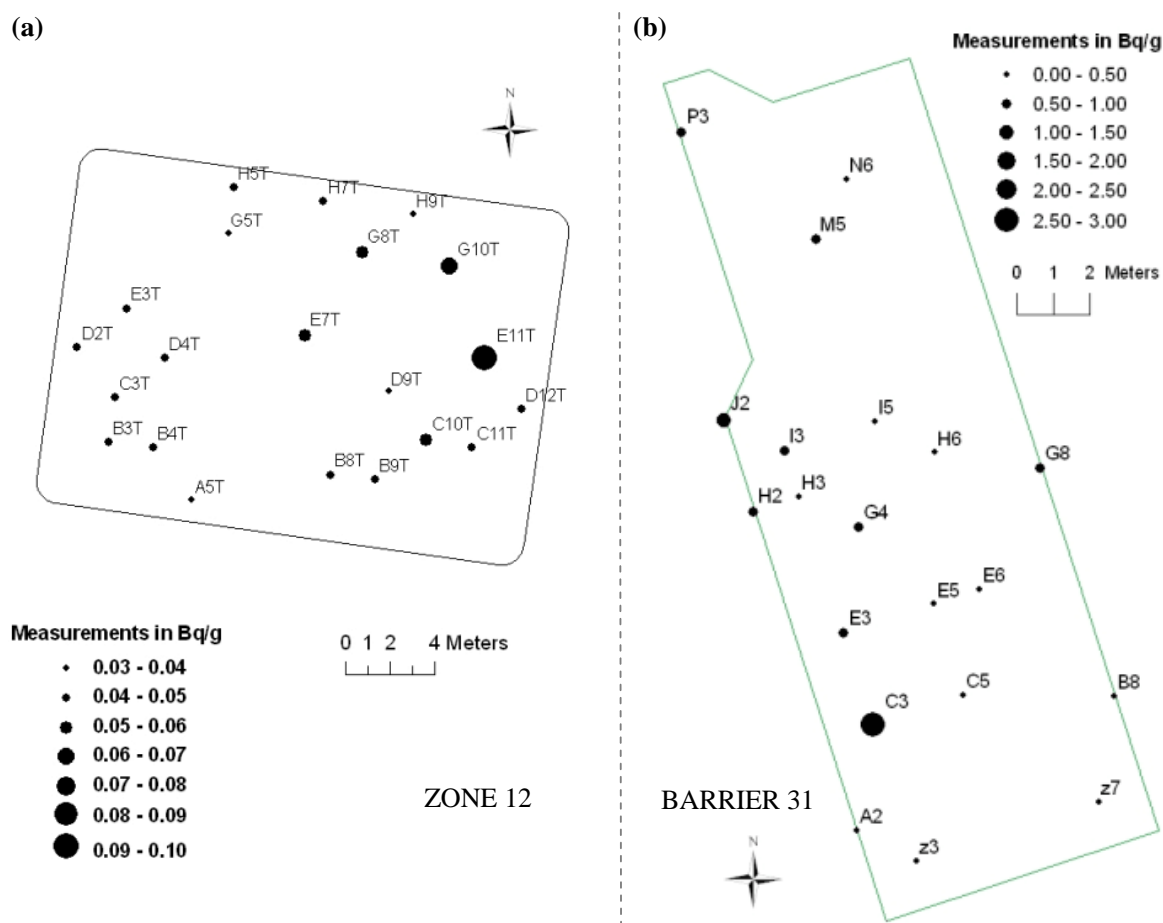 (a)
N
H5T
H7T
H9T
G5T
G8T
G10T
E3T
E7T
D2T
D4T
E11T
C3T
D9T
D12T
B3T
B4T
C10T
C11T
B8T
B9T
A5T
Measurements in Bq/g
0.03 - 0.04
0.04 - 0.05
0.05 - 0.06
0.06 - 0.07
0.07 - 0.08
0.08 - 0.09
0.09 - 0.10
0 1 2 4 Meters
ZONE 12
(b)
Measurements in Bq/g
0.00 - 0.50
0.50 - 1.00
1.00 - 1.50
1.50 - 2.00
2.00 - 2.50
2.50 - 3.00
0 1 2 Meters
P3
N6
M5
J2
I5
I3
H6
G8
H3
H2
G4
E6
E5
E3
C5
B8
C3
z7
A2
z3
BARRIER 31
N